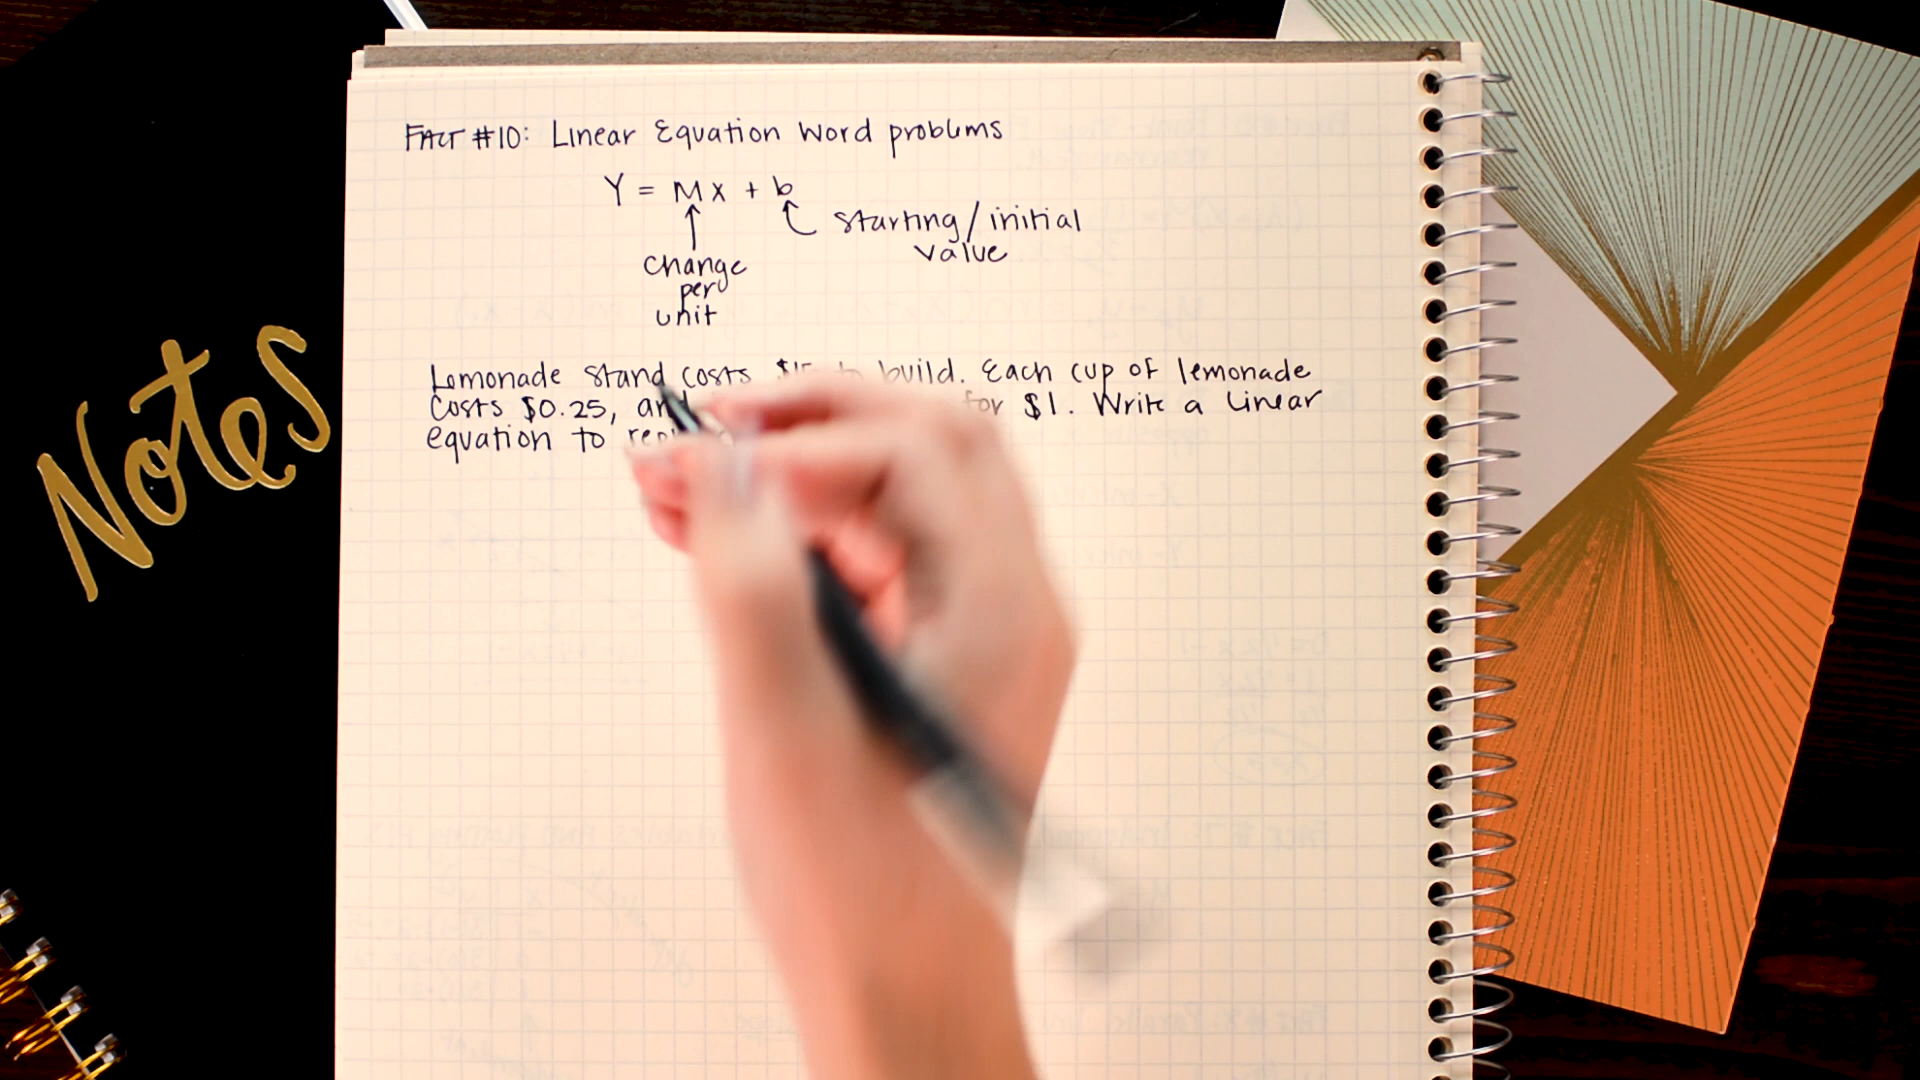 Notes
FACT #10: Linear Equation Word problems
Y = Mx + b
starting/initial
value
change
per
unit
Lemonade stand costs build. Each cup of lemonade
costs $0.25, and for $1. Write a linear
equation to